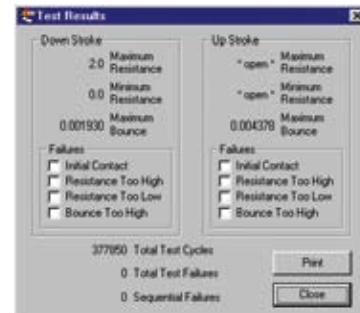 Test Results
Down Stroke
2.0 Maximum Resistance
0.0 Minimum Resistance
0.001930 Maximum Bounce
Failures
Initial Contact
Resistance Too High
Resistance Too Low
Bounce Too High
Up Stroke
" open " Maximum Resistance
" open " Minimum Resistance
0.004378 Maximum Bounce
Failures
Initial Contact
Resistance Too High
Resistance Too Low
Bounce Too High
377850 Total Test Cycles
0 Total Test Failures
0 Sequential Failures
Print
Close